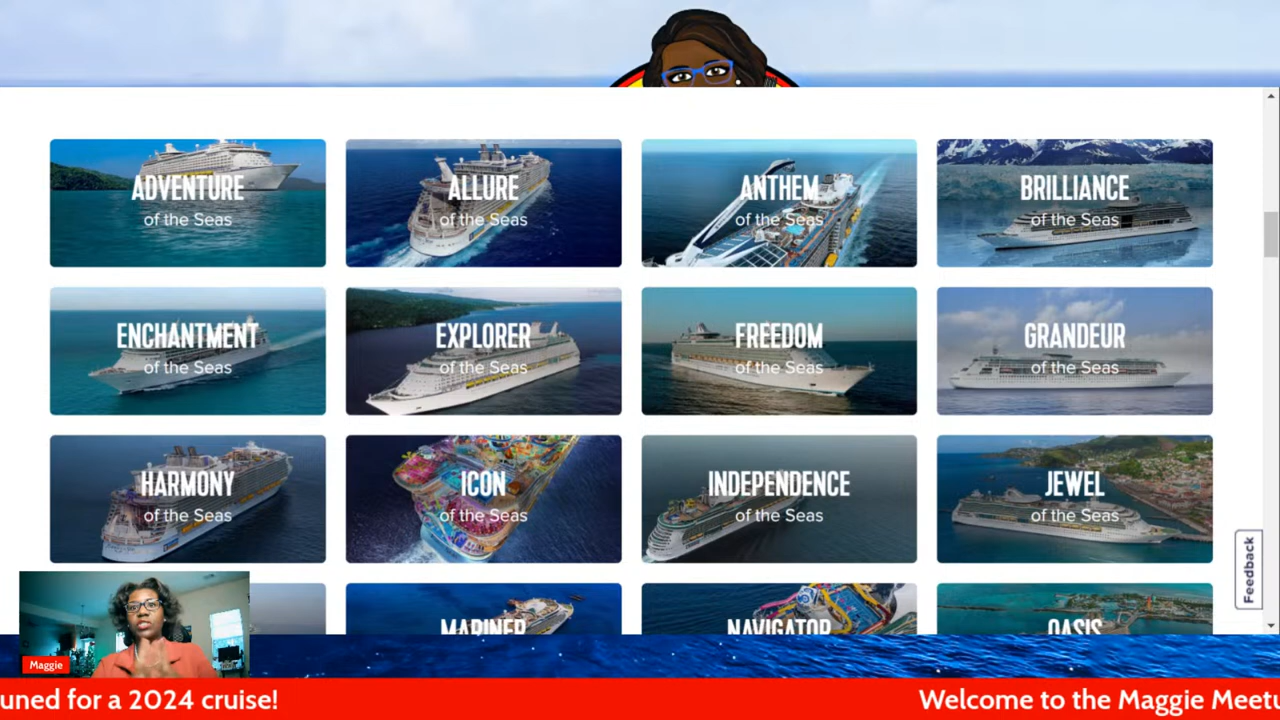 ADVENTURE
of the Seas
ALLURE
of the Seas
ANTHEM
of the Seas
BRILLIANCE
of the Seas
ENCHANTMENT
of the Seas
EXPLORER
of the Seas
FREEDOM
of the Seas
GRANDEUR
of the Seas
HARMONY
of the Seas
ICON
of the Seas
INDEPENDENCE
of the Seas
JEWEL
of the Seas
MARINER
NAVIGATOR
OASIS
Feedback
Maggie
uned for a 2024 cruise!
Welcome to the Maggie Meetu